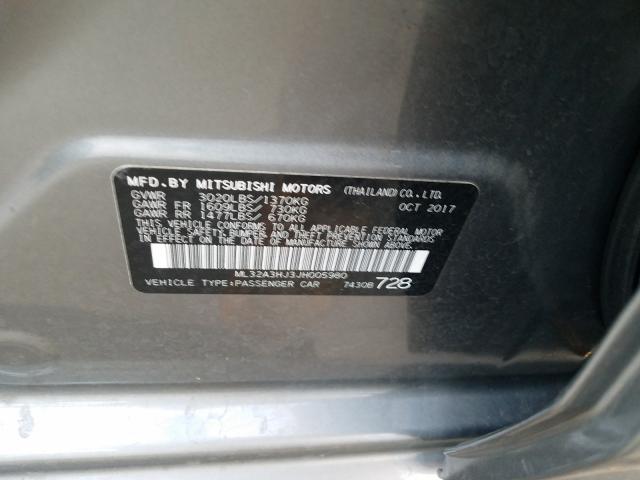 MFD.BY MITSUBISHI MOTORS (THAILAND)CO.,LTD.
GVWR 3020LBS/1370KG OCT 2017
GAWR FR 1609LBS/ 730KG
GAWR RR 1477LBS/ 670KG
THIS VEHICLE CONFORMS TO ALL APPLICABLE FEDERAL MOTOR
VEHICLE SAFETY, BUMPER AND THEFT PREVENTION STANDARDS
IN EFFECT ON THE DATE OF MANUFACTURE SHOWN ABOVE.
ML32A3HJ3JH005980
VEHICLE TYPE:PASSENGER CAR 7430B 728